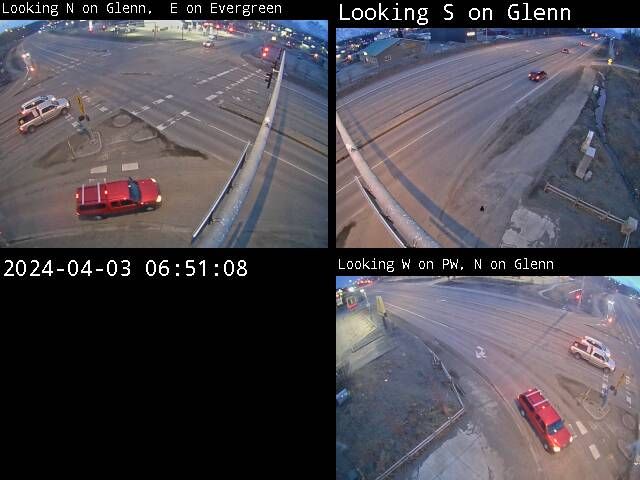 Looking N on Glenn,  E on Evergreen
Looking S on Glenn
2024-04-03 06:51:08
Looking W on PW, N on Glenn